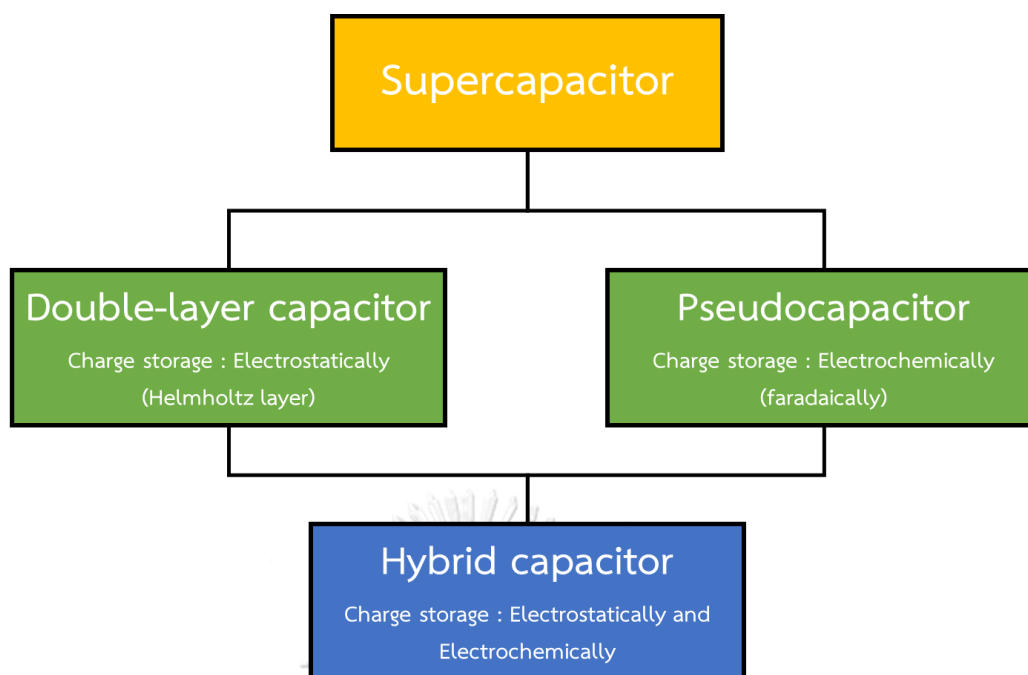 Supercapacitor
Double-layer capacitor
Charge storage : Electrostatically
(Helmholtz layer)
Pseudocapacitor
Charge storage : Electrochemically
(faradaically)
Hybrid capacitor
Charge storage : Electrostatically and
Electrochemically